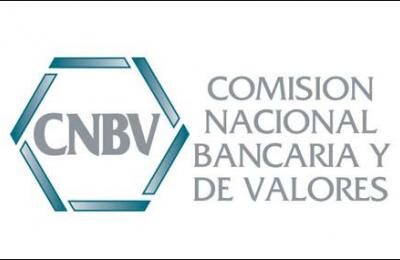 CNBV
COMISION
NACIONAL
BANCARIA Y
DE VALORES